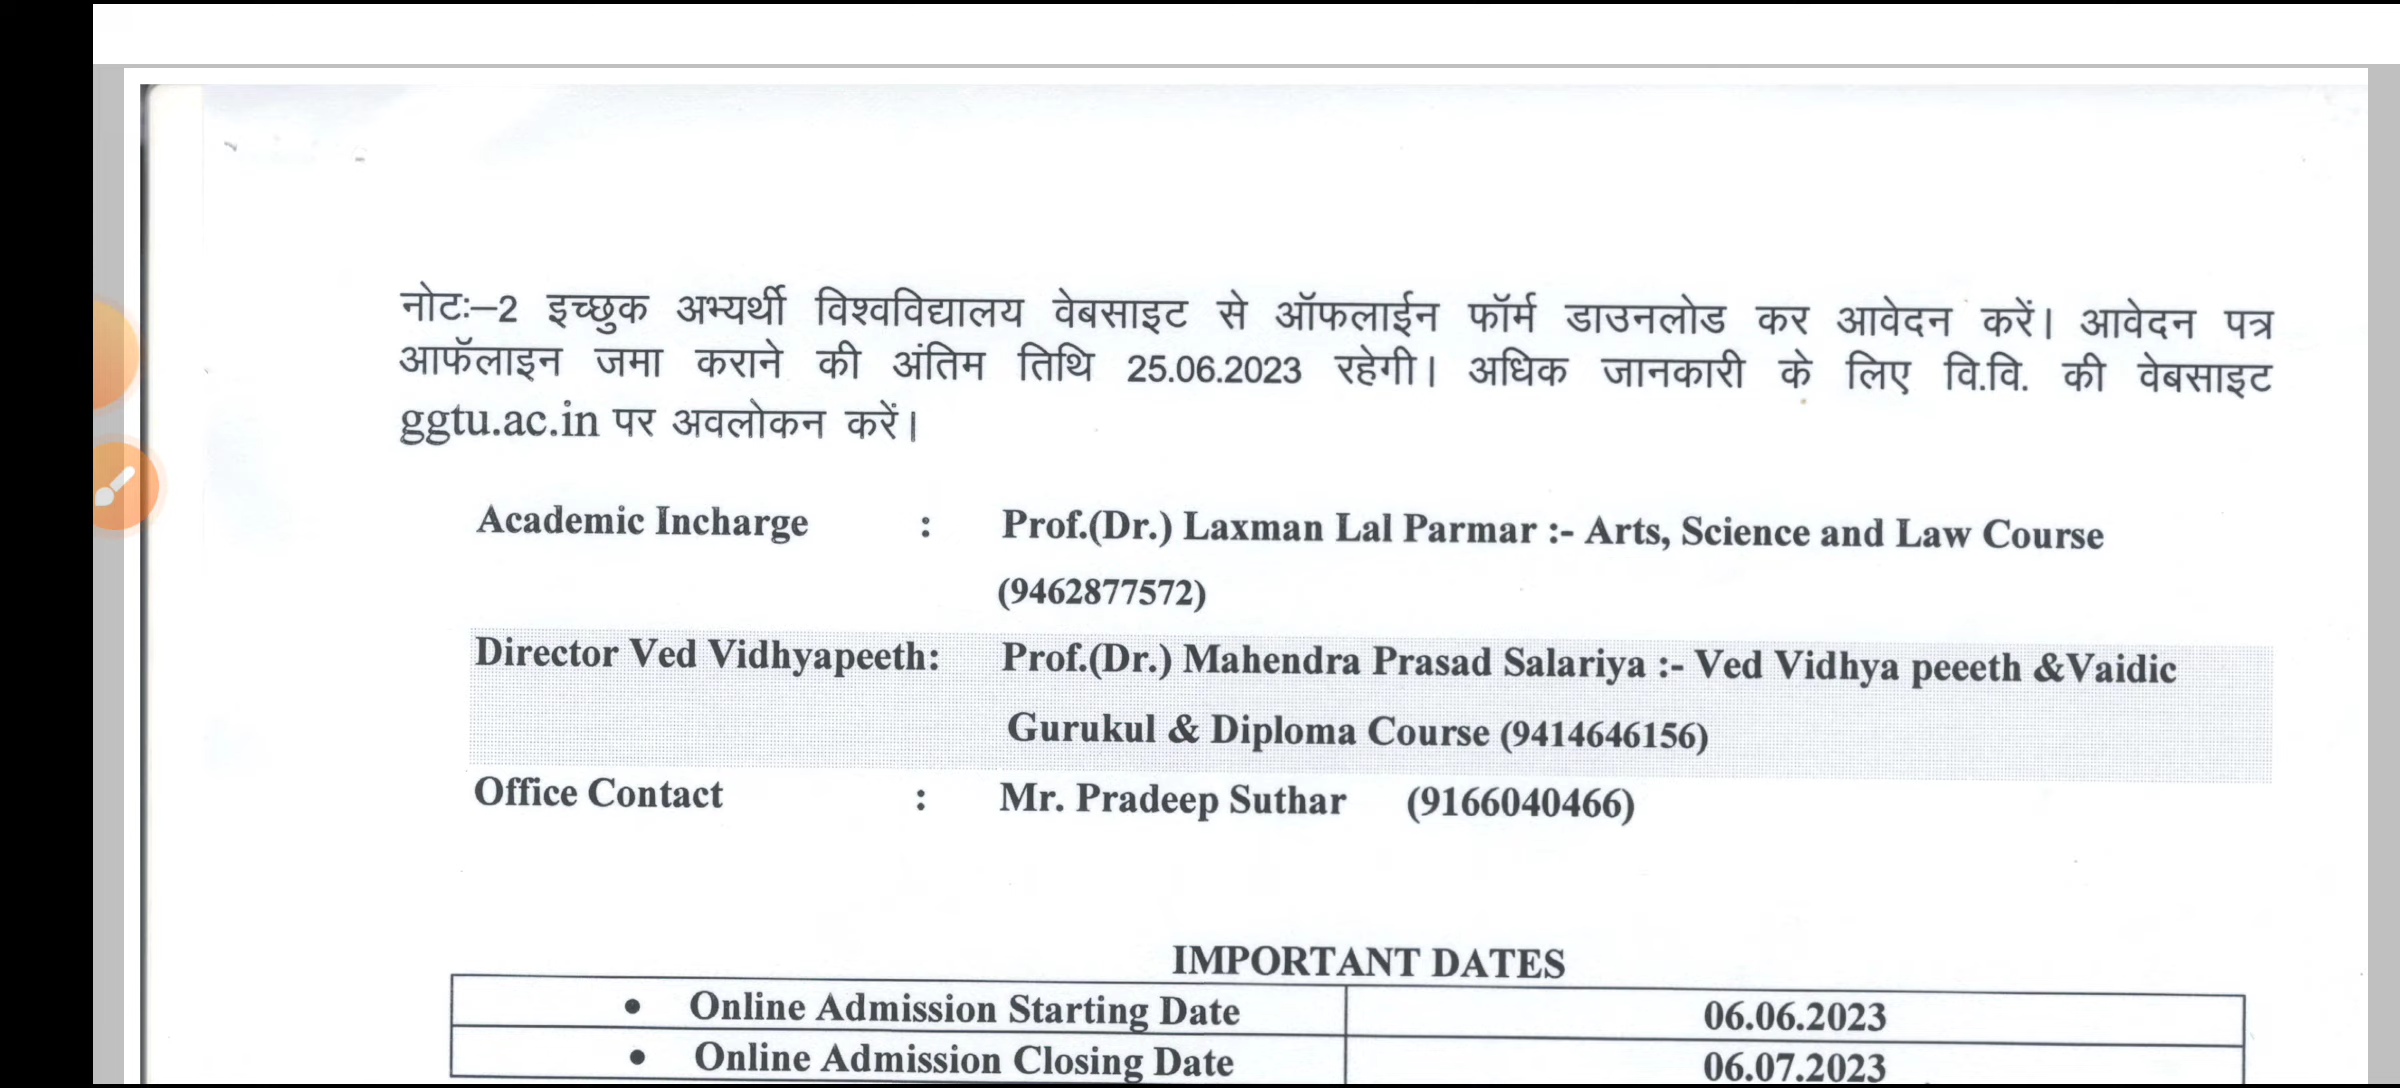 नोटः–2 इच्छुक अभ्यर्थी विश्वविद्यालय वेबसाइट से ऑफलाईन फॉर्म डाउनलोड कर आवेदन करें। आवेदन पत्र
आफॅलाइन जमा कराने की अंतिम तिथि 25.06.2023 रहेगी। अधिक जानकारी के लिए वि.वि. की वेबसाइट
ggtu.ac.in पर अवलोकन करें।
Academic Incharge : Prof.(Dr.) Laxman Lal Parmar :- Arts, Science and Law Course
(9462877572)
Director Ved Vidhyapeeth: Prof.(Dr.) Mahendra Prasad Salariya :- Ved Vidhya peeeth &Vaidic
Gurukul & Diploma Course (9414646156)
Office Contact : Mr. Pradeep Suthar (9166040466)
IMPORTANT DATES
• Online Admission Starting Date 06.06.2023
• Online Admission Closing Date 06.07.2023